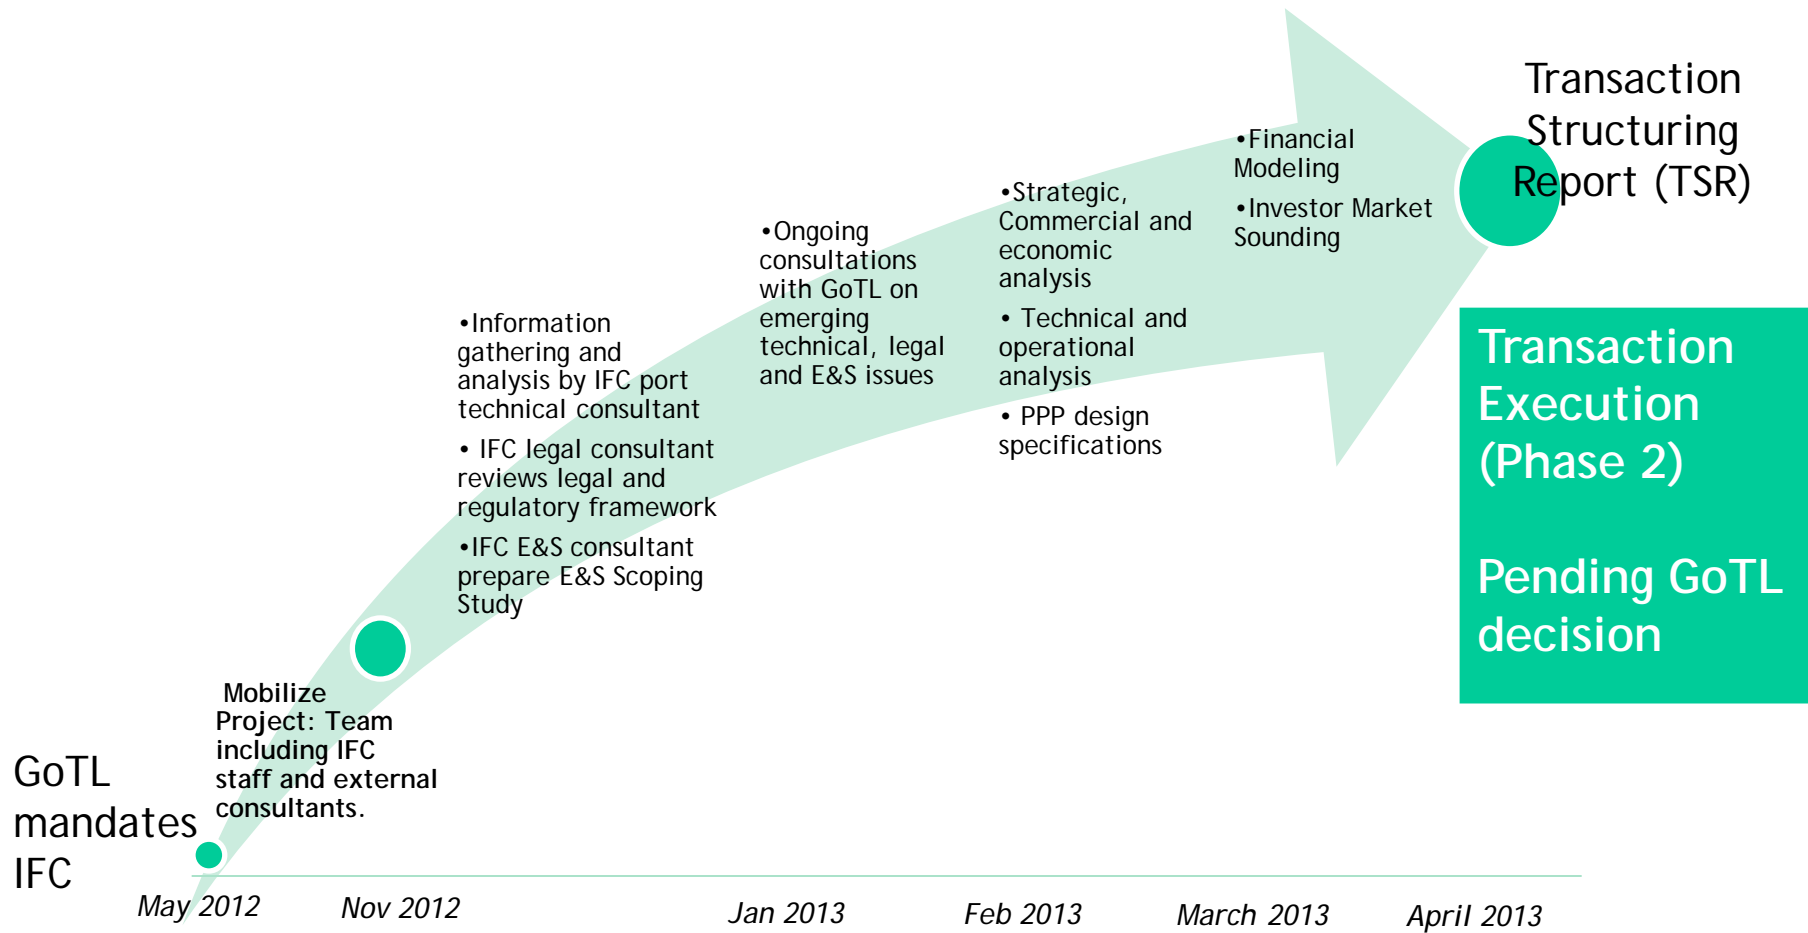 GoTL
mandates
IFC
Mobilize
Project: Team
including IFC
staff and external
consultants.
•Information
gathering and
analysis by IFC port
technical consultant
• IFC legal consultant
reviews legal and
regulatory framework
•IFC E&S consultant
prepare E&S Scoping
Study
•Ongoing
consultations
with GoTL on
emerging
technical, legal
and E&S issues
•Strategic,
Commercial and
economic
analysis
• Technical and
operational
analysis
• PPP design
specifications
•Financial
Modeling
•Investor Market
Sounding
Transaction
Structuring
Report (TSR)
Transaction
Execution
(Phase 2)
Pending GoTL
decision
May 2012
Nov 2012
Jan 2013
Feb 2013
March 2013
April 2013